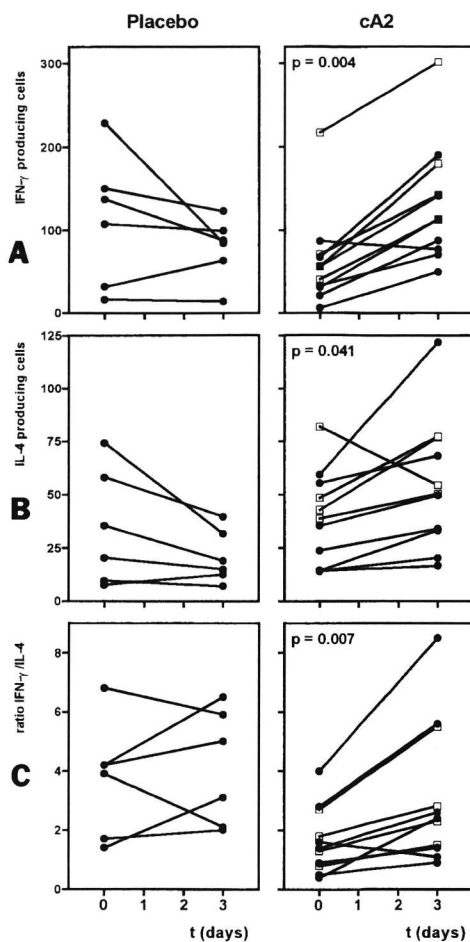 Placebo cA2
A
IFN-γ producing cells
300
200
100
0
p = 0.004
B
IL-4 producing cells
125
100
75
50
25
0
p = 0.041
C
ratio IFN-γ/IL-4
8
6
4
2
0
p = 0.007
0 1 2 3 0 1 2 3
t (days) t (days)